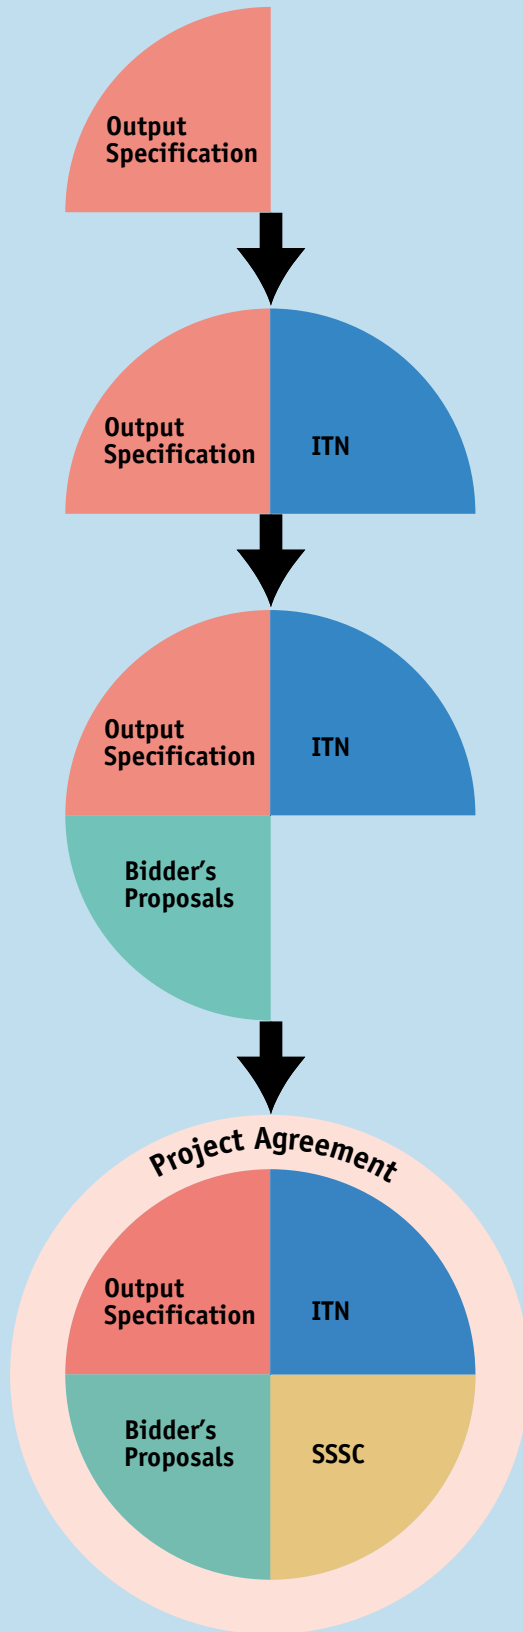 Output
Specification
Output
Specification
ITN
Output
Specification
ITN
Bidder's
Proposals
Project Agreement
Output
Specification
ITN
Bidder's
Proposals
SSSC